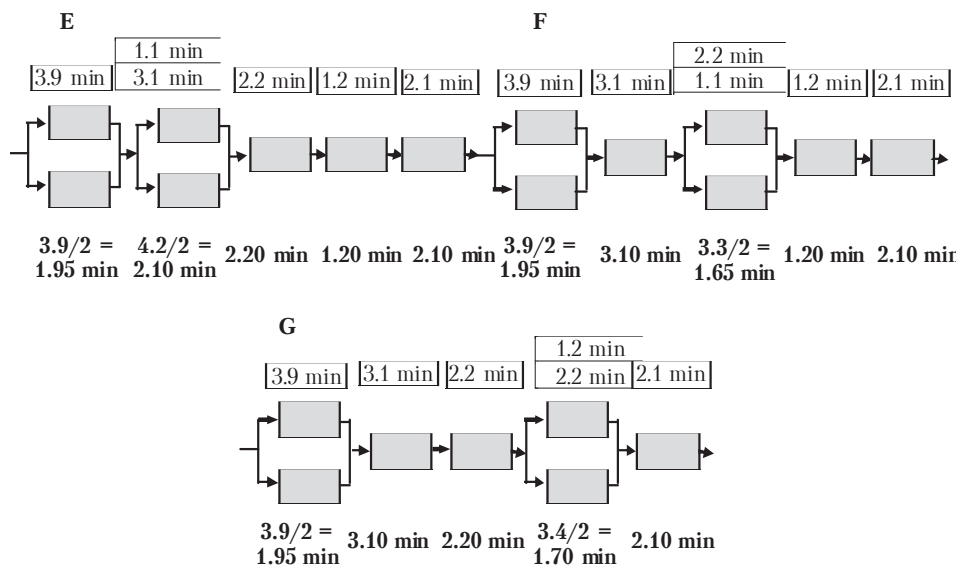 E
1.1 min
3.9 min 3.1 min 2.2 min 1.2 min 2.1 min
3.9/2 = 4.2/2 = 2.20 min 1.20 min 2.10 min
1.95 min 2.10 min
F
2.2 min
3.9 min 3.1 min 1.1 min 1.2 min 2.1 min
3.9/2 = 3.10 min 3.3/2 = 1.20 min 2.10 min
1.95 min 1.65 min
G
1.2 min
3.9 min 3.1 min 2.2 min 2.2 min 2.1 min
3.9/2 = 3.10 min 2.20 min 3.4/2 = 2.10 min
1.95 min 1.70 min